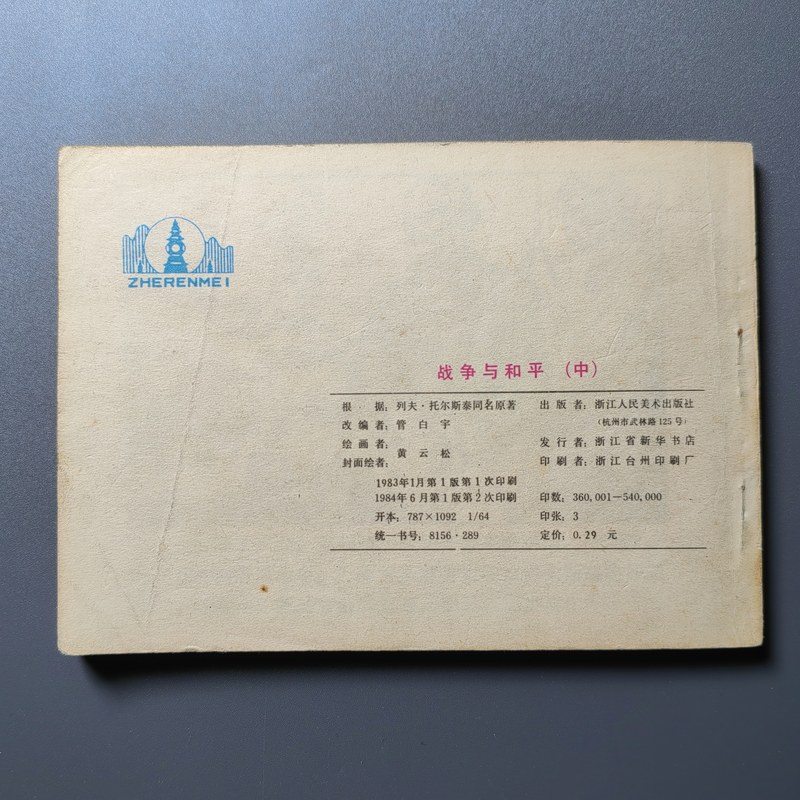 ZHERENMEI
战争与和平（中）
根　据：列夫·托尔斯泰同名原著
改编者：管白宇
绘画者：
黄云松
封面绘者：
1983年1月第1版第1次印刷
1984年6月第1版第2次印刷
开本：787×1092 1/64
统一书号：8156·289
出版者：浙江人民美术出版社
（杭州市武林路125号）
发行者：浙江省新华书店
印刷者：浙江台州印刷厂
印数：360,001—540,000
印张：3
定价：0.29 元